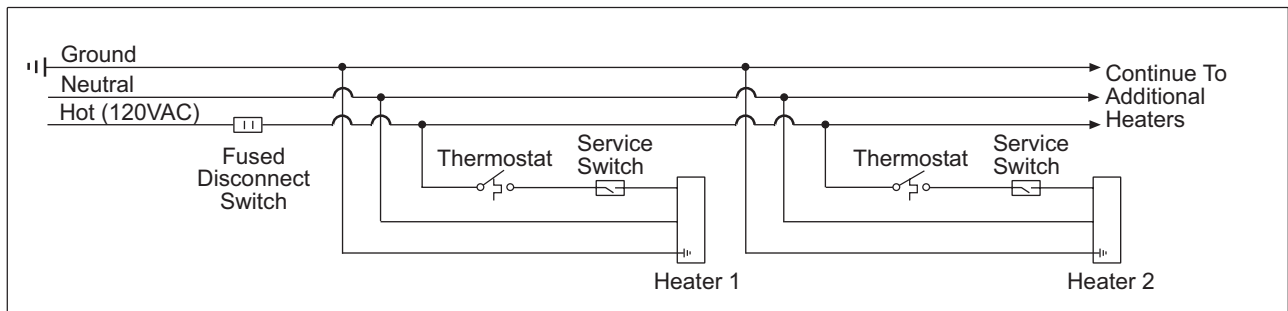 Ground
Neutral
Hot (120VAC)
Continue To
Additional
Heaters
Fused
Disconnect
Switch
Thermostat
Service
Switch
Thermostat
Service
Switch
Heater 1
Heater 2